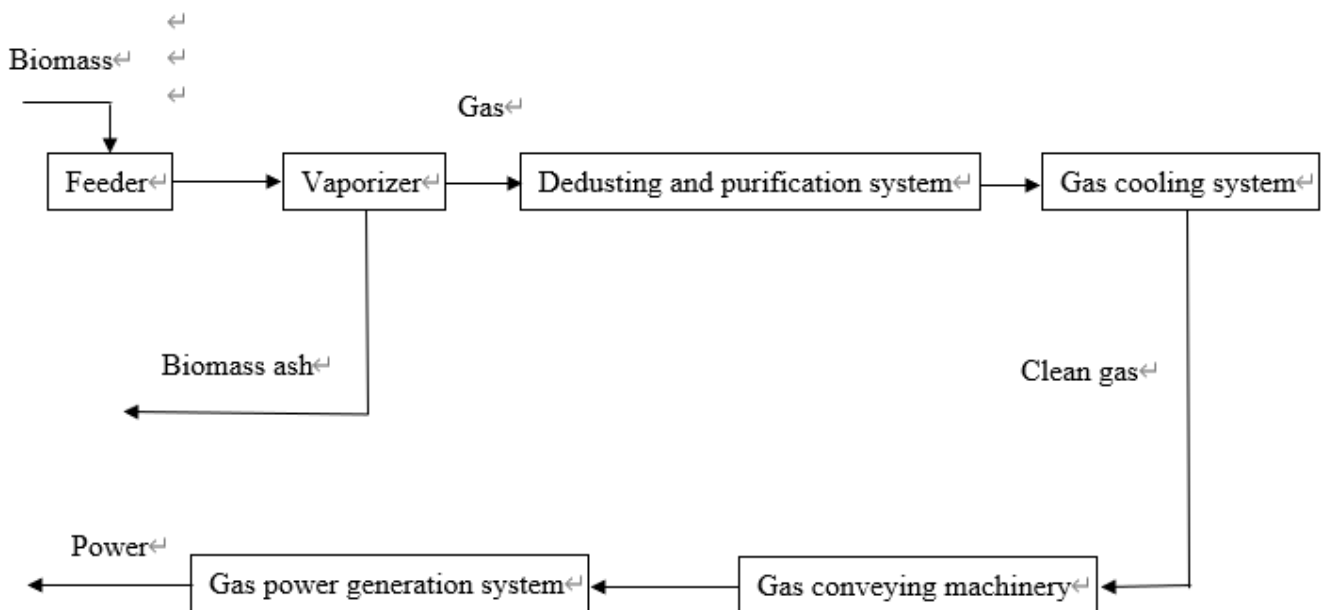 Biomass↵
Gas↵
Feeder↵
Vaporizer↵
Dedusting and purification system↵
Gas cooling system↵
Biomass ash↵
Clean gas↵
Power↵
Gas power generation system↵
Gas conveying machinery↵